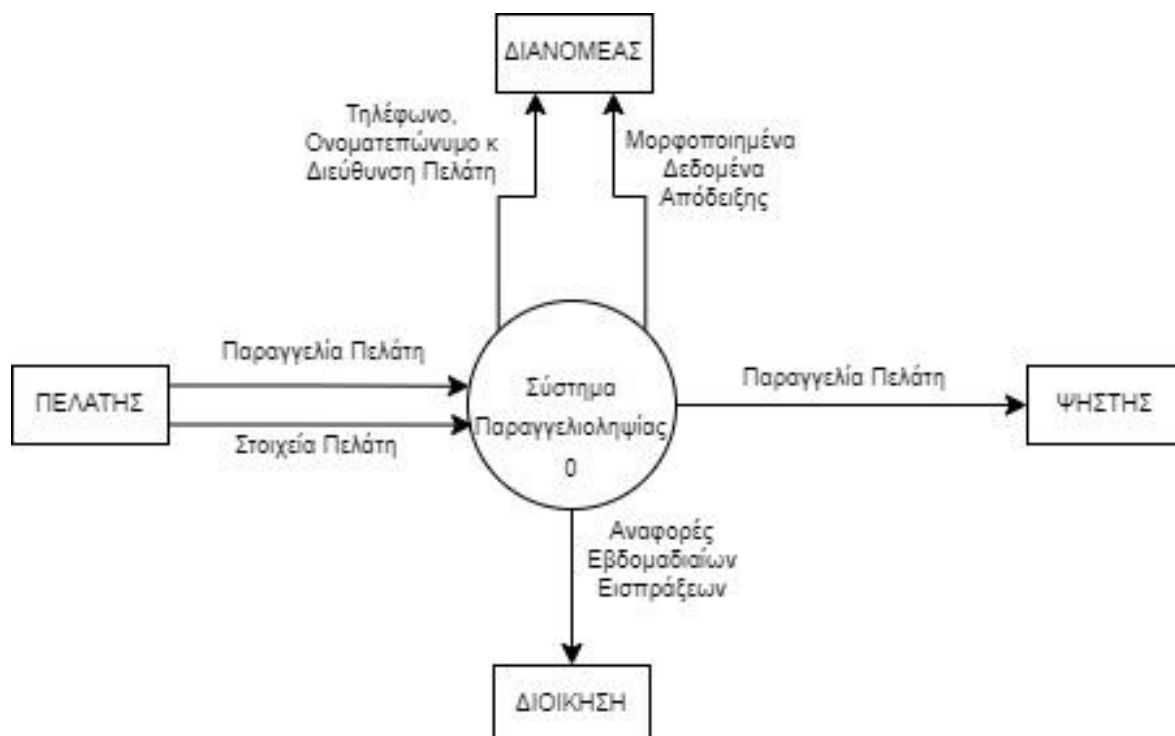 ΔΙΑΝΟΜΕΑΣ
Τηλέφωνο,
Ονοματεπώνυμο κ
Διεύθυνση Πελάτη
Μορφοποιημένα
Δεδομένα
Απόδειξης
Παραγγελία Πελάτη
ΠΕΛΑΤΗΣ
Στοιχεία Πελάτη
Σύστημα
Παραγγελιοληψίας
0
Παραγγελία Πελάτη
ΨΗΣΤΗΣ
Αναφορές
Εβδομαδιαίων
Εισπράξεων
ΔΙΟΙΚΗΣΗ